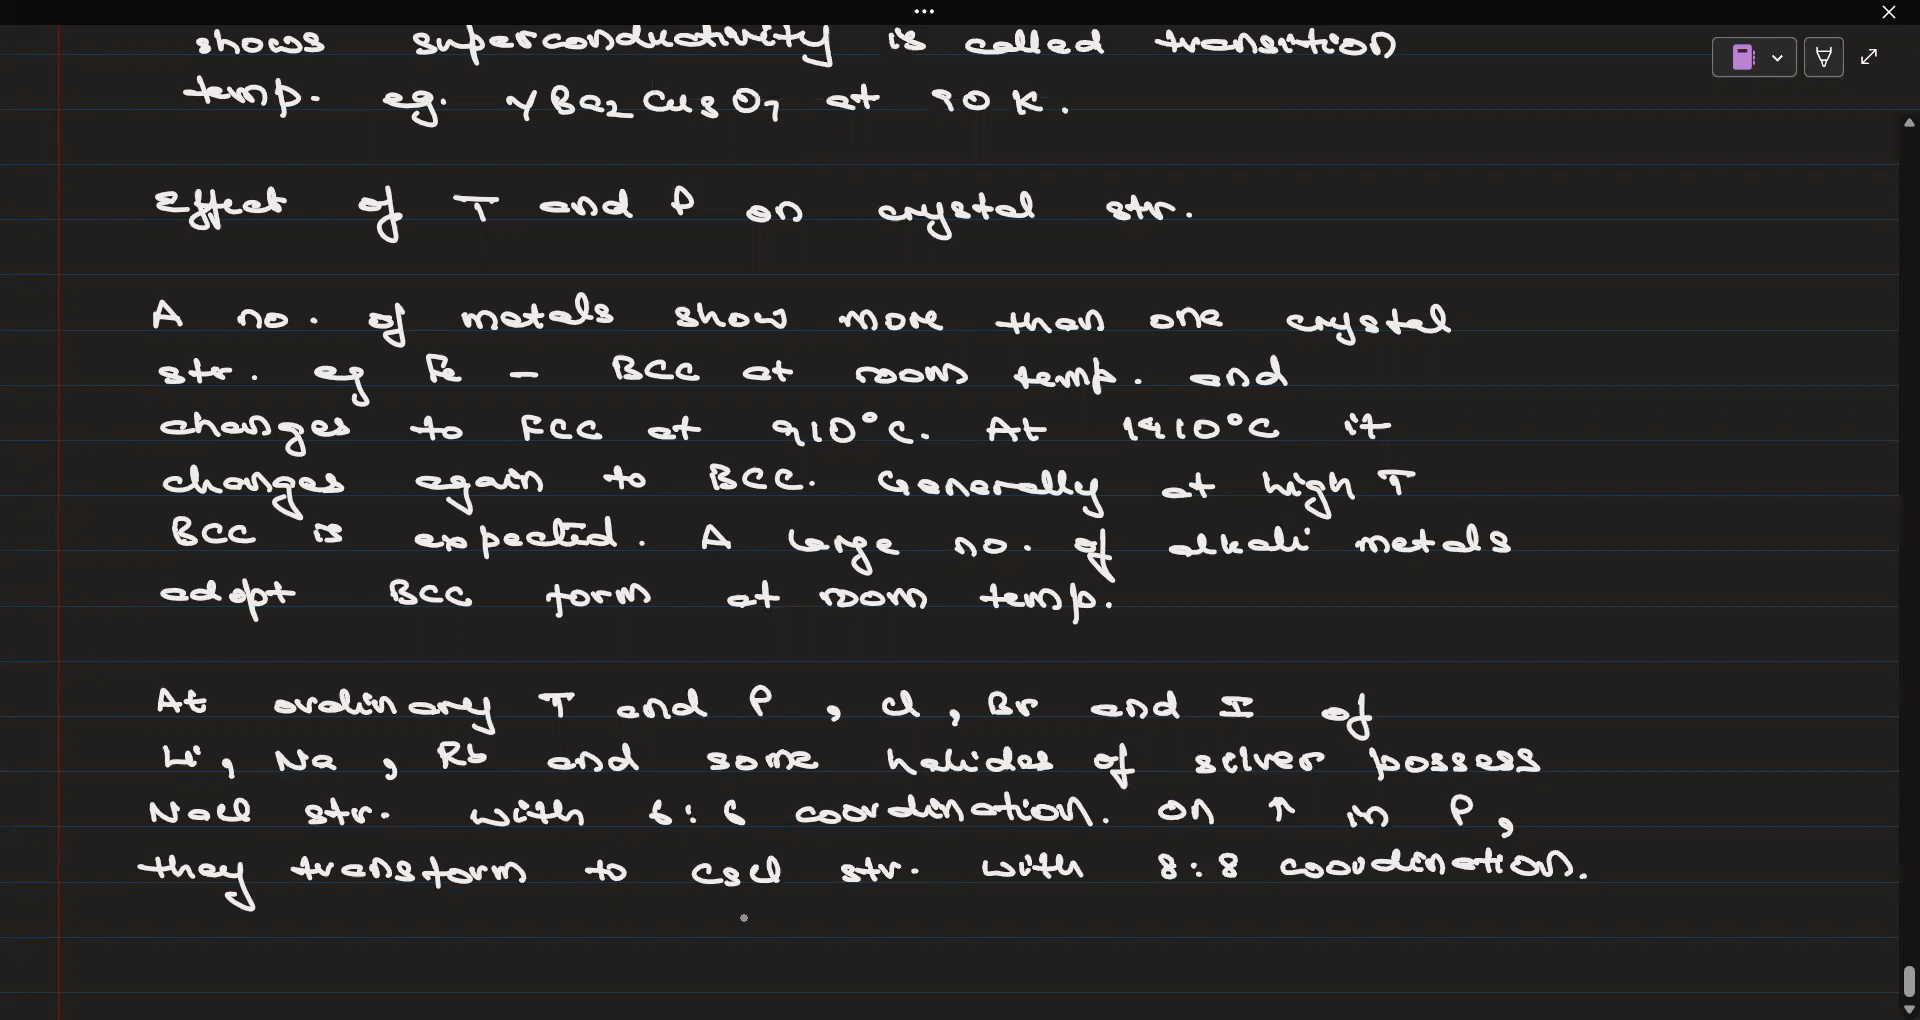 shows superconductivity is called transition
temp. eg. YBa₂Cu₃O₇ at 90 K.
Effect of T and P on crystal str.
A no. of metals show more than one crystal
str. eg Fe - BCC at room temp. and
changes to FCC at 910°C. At 1410°C it
changes again to BCC. Generally at high T
BCC is expected. A large no. of alkali metals
adopt BCC form at room temp.
At ordinary T and P, Cl, Br and I of
Li, Na, Rb and some halides of silver possess
NaCl str. with 6:6 coordination. On ↑ in P,
they transform to CsCl str. with 8:8 coordination.